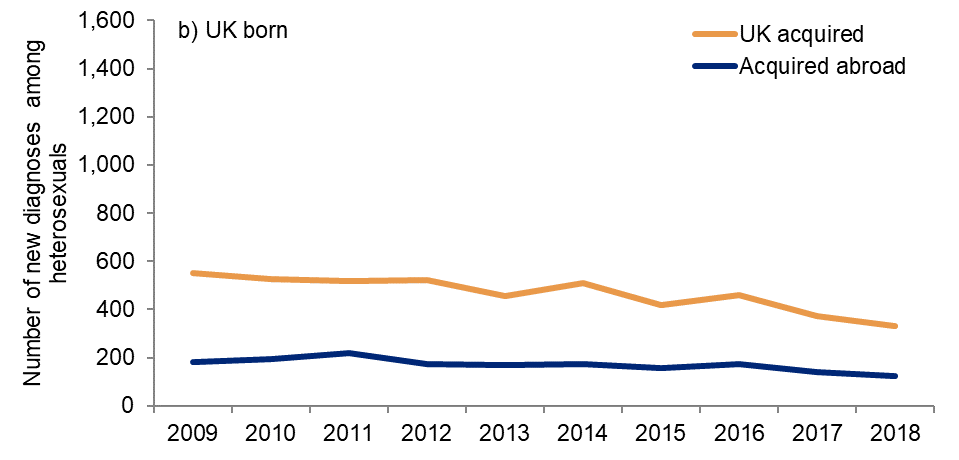 b) UK born
UK acquired
Acquired abroad
Number of new diagnoses among
heterosexuals
1,600
1,400
1,200
1,000
800
600
400
200
0
2009 2010 2011 2012 2013 2014 2015 2016 2017 2018